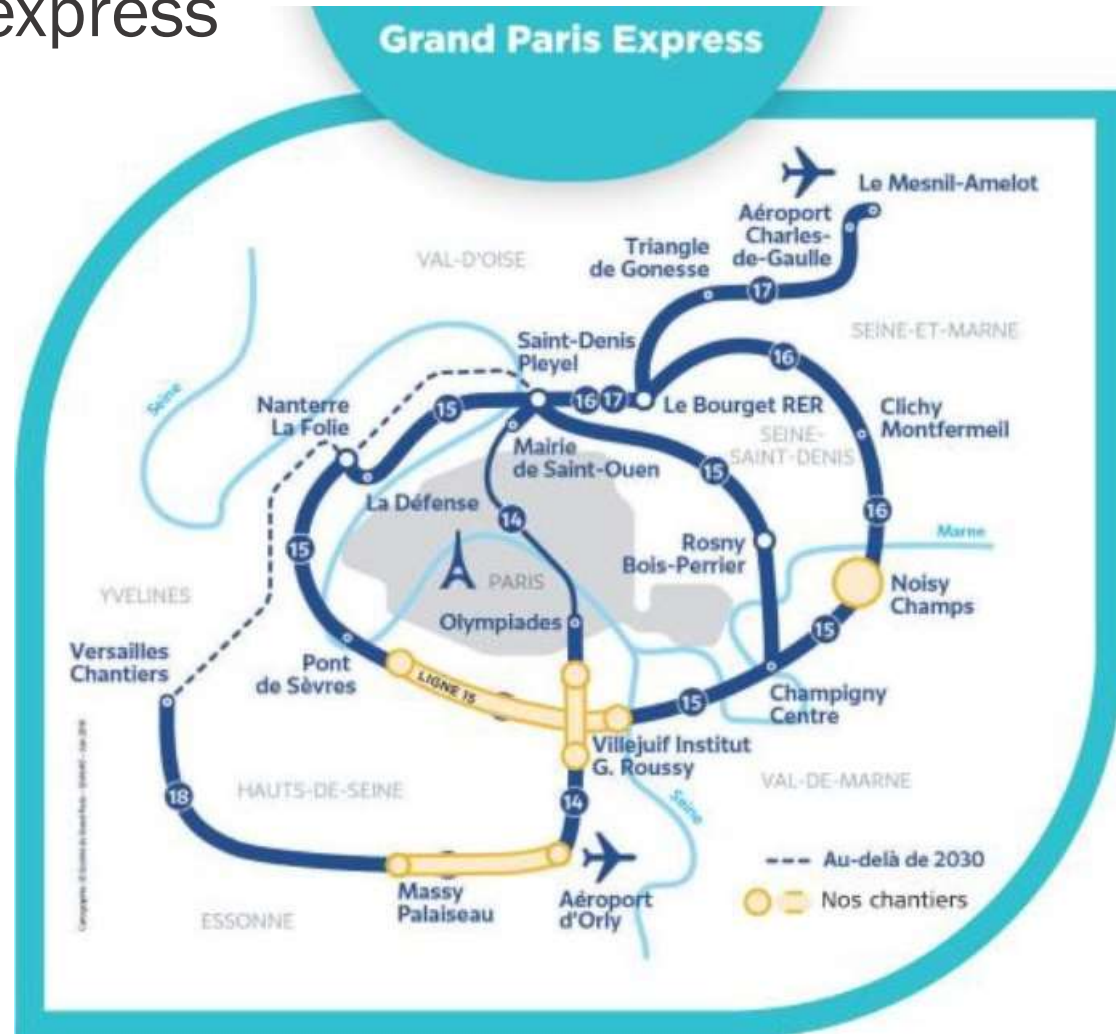 express
Grand Paris Express
Le Mesnil-Amelot
Aéroport
Charles-
de-Gaulle
Triangle
de Gonesse
17
VAL-D'OISE
SEINE-ET-MARNE
Saint-Denis
Pleyel
16
Seine
Nanterre
La Folie
15
16
17
Le Bourget RER
Clichy
Montfermeil
Mairie
de Saint-Ouen
SEINE-
SAINT-DENIS
15
La Défense
14
16
15
Rosny
Bois-Perrier
Marne
PARIS
Noisy
Champs
YVELINES
Olympiades
15
Versailles
Chantiers
Pont
de Sèvres
LIGNE 15
15
Champigny
Centre
Villejuif Institut
G. Roussy
18
HAUTS-DE-SEINE
14
VAL-DE-MARNE
Seine
Au-delà de 2030
Massy
Palaiseau
Aéroport
d'Orly
Nos chantiers
ESSONNE